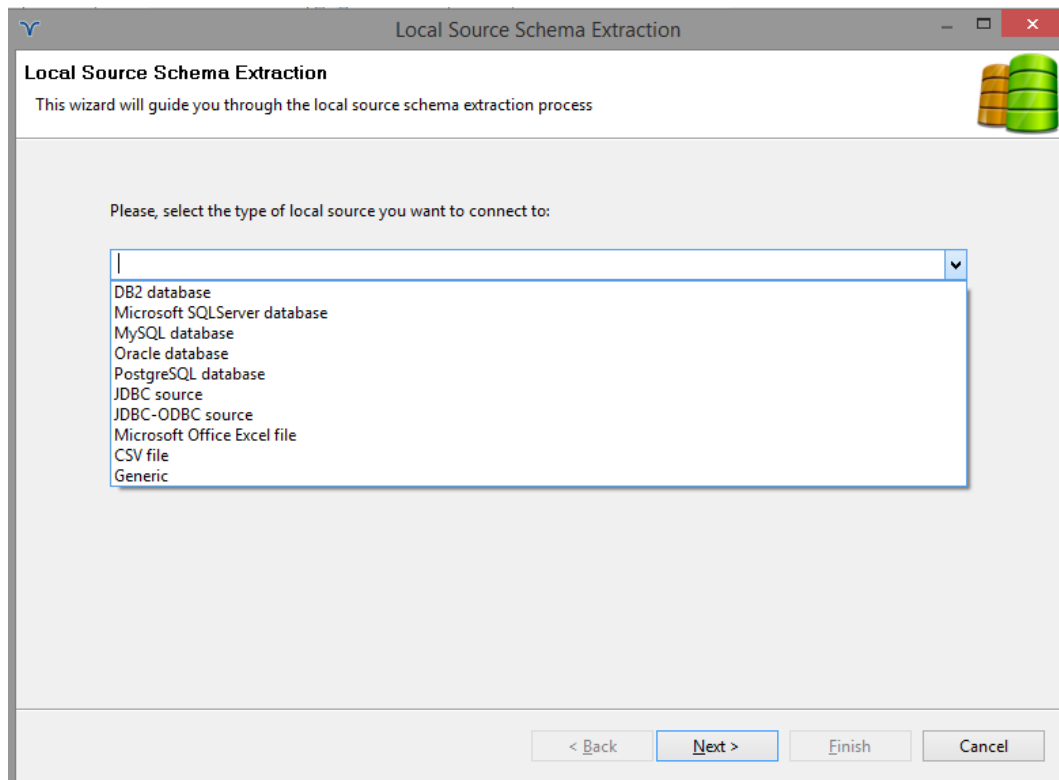 Local Source Schema Extraction
Local Source Schema Extraction
This wizard will guide you through the local source schema extraction process
Please, select the type of local source you want to connect to:
DB2 database
Microsoft SQLServer database
MySQL database
Oracle database
PostgreSQL database
JDBC source
JDBC-ODBC source
Microsoft Office Excel file
CSV file
Generic
< Back Next > Finish Cancel